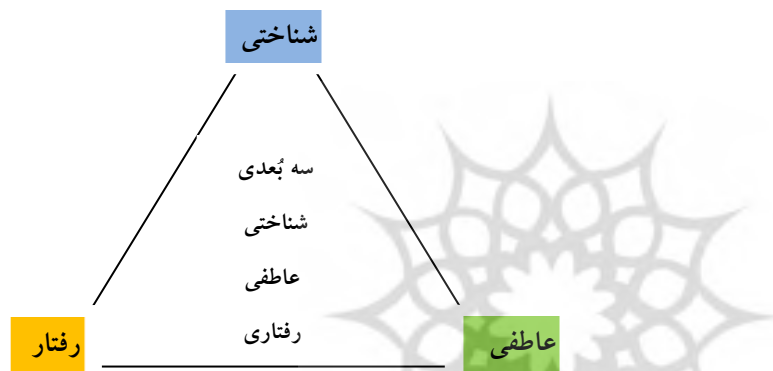 شناختی
سه بُعدی
شناختی
عاطفی
رفتاری
عاطفی
رفتار